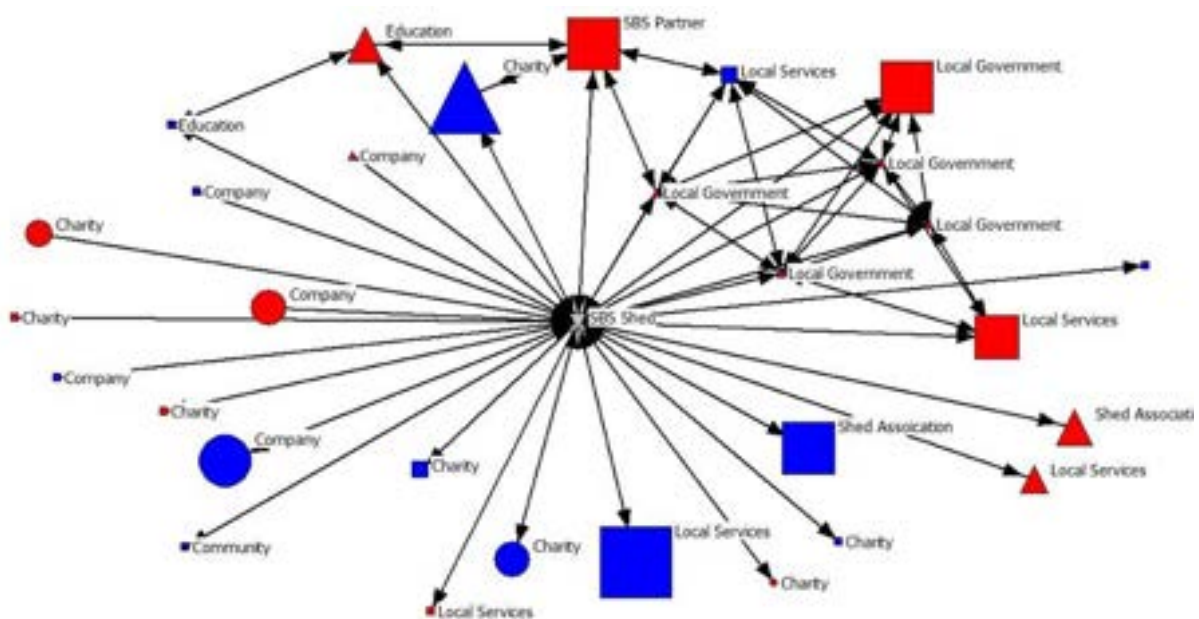 Education
SBS Partner
Charity
Local Services
Local Government
Education
Company
Local Government
Company
Local Government
Charity
Local Government
Local Government
Company
SBS Shed
Charity
Local Services
Company
Charity
Shed Associati
Company
Shed Assoication
Charity
Local Services
Community
Charity
Local Services
Charity
Local Services
Charity